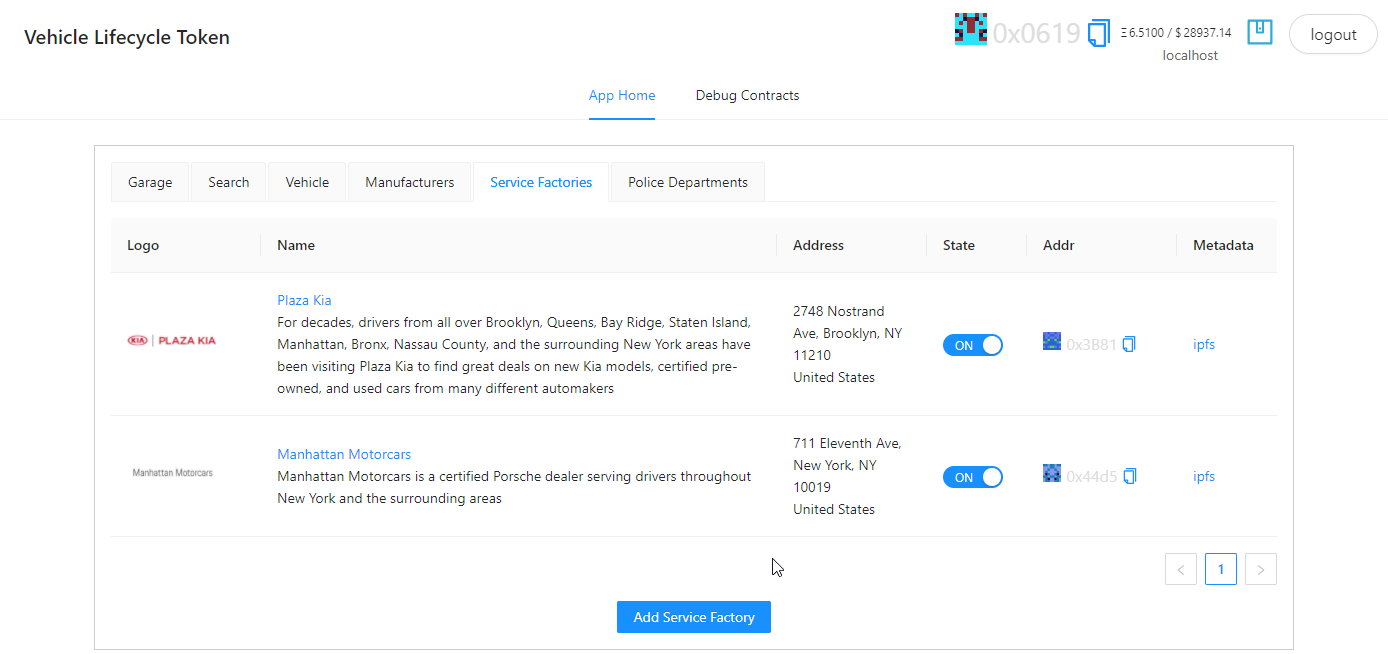 Vehicle Lifecycle Token
0x0619
Ξ 6.5100 / $ 28937.14
localhost
logout
App Home
Debug Contracts
Garage
Search
Vehicle
Manufacturers
Service Factories
Police Departments
Logo
Name
Address
State
Addr
Metadata
KIA | PLAZA KIA
Plaza Kia
For decades, drivers from all over Brooklyn, Queens, Bay Ridge, Staten Island,
Manhattan, Bronx, Nassau County, and the surrounding New York areas have
been visiting Plaza Kia to find great deals on new Kia models, certified pre-
owned, and used cars from many different automakers
2748 Nostrand
Ave, Brooklyn, NY
11210
United States
ON
0x3B81
ipfs
Manhattan Motorcars
Manhattan Motorcars
Manhattan Motorcars is a certified Porsche dealer serving drivers throughout
New York and the surrounding areas
711 Eleventh Ave,
New York, NY
10019
United States
ON
0x44d5
ipfs
< 1 >
Add Service Factory